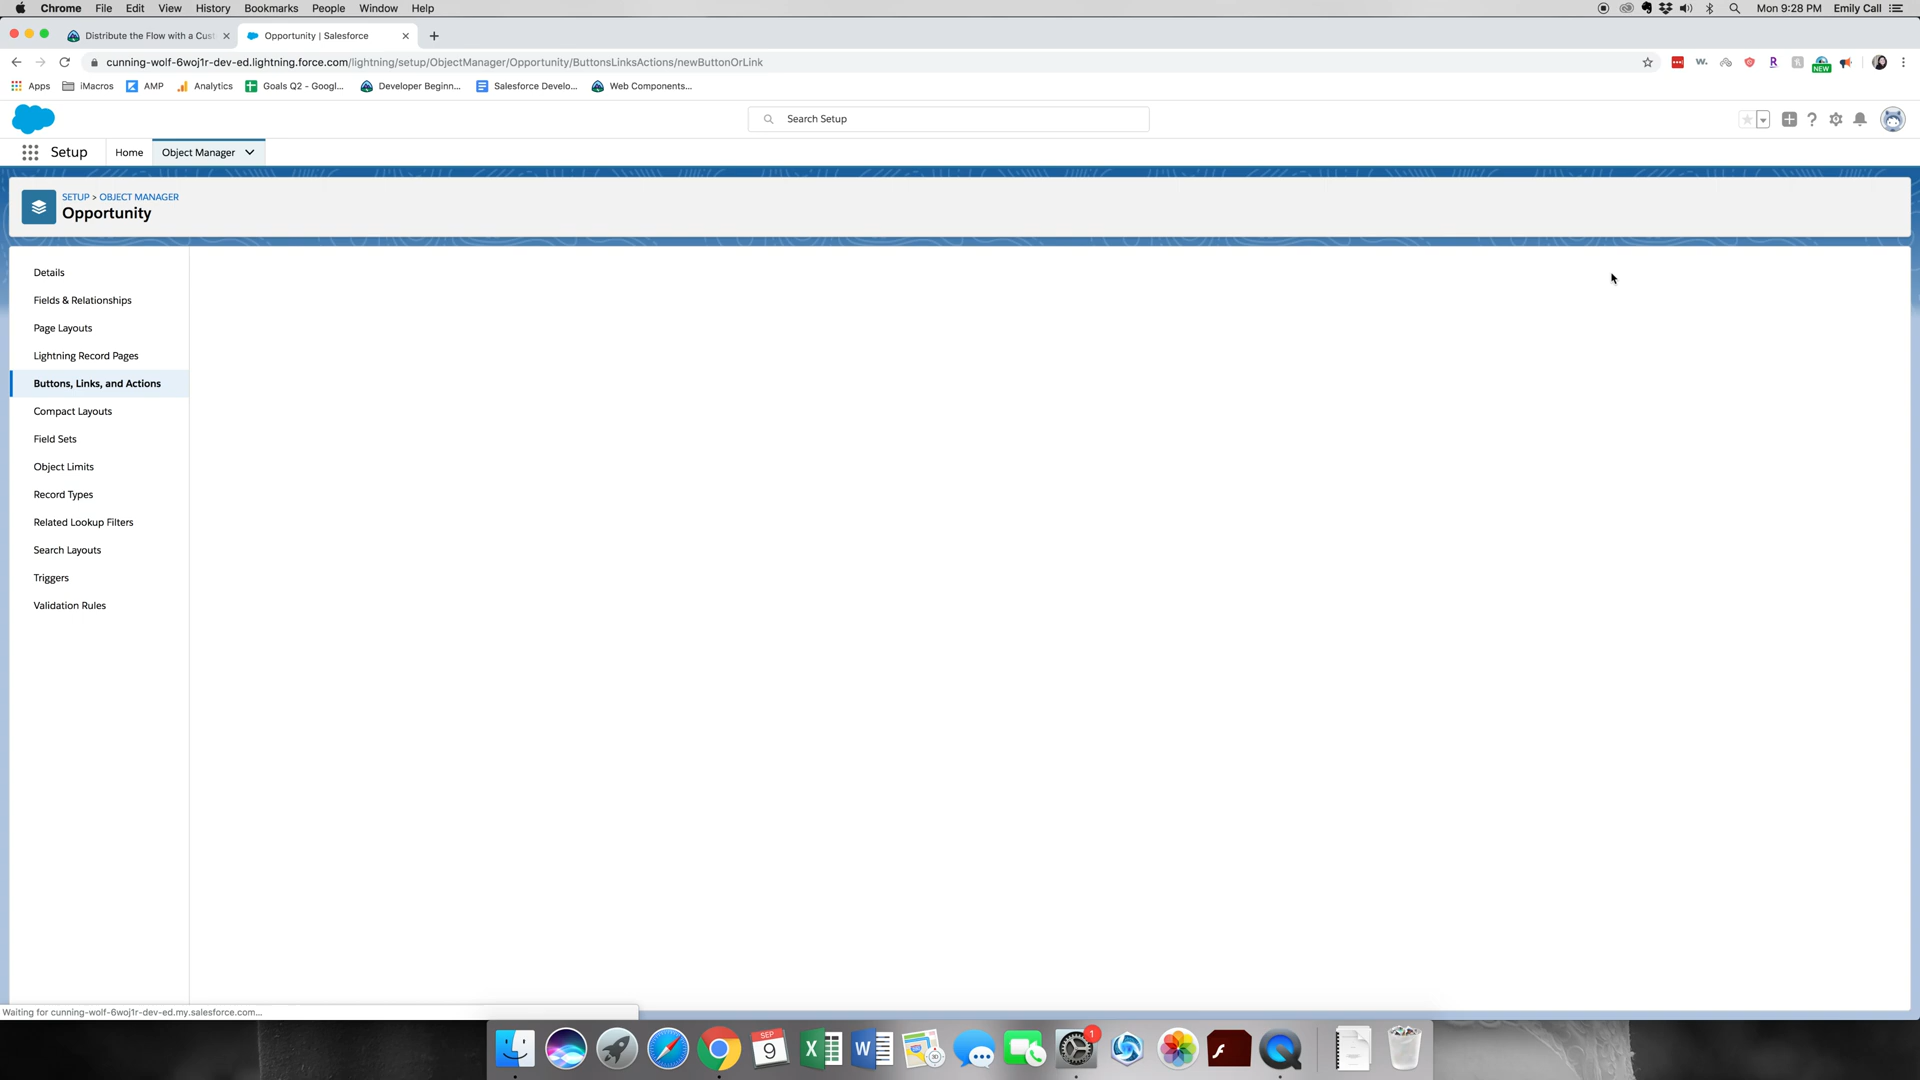 Chrome File Edit View History Bookmarks People Window Help
Mon 9:28 PM Emily Call
Distribute the Flow with a Cus
Opportunity | Salesforce
cunning-wolf-6woj1r-dev-ed.lightning.force.com/lightning/setup/ObjectManager/Opportunity/ButtonsLinksActions/newButtonOrLink
NEW
Apps iMacros AMP Analytics Goals Q2 - Googl... Developer Beginn... Salesforce Develo... Web Components...
Search Setup
Setup Home Object Manager
SETUP > OBJECT MANAGER
Opportunity
Details
Fields & Relationships
Page Layouts
Lightning Record Pages
Buttons, Links, and Actions
Compact Layouts
Field Sets
Object Limits
Record Types
Related Lookup Filters
Search Layouts
Triggers
Validation Rules
Waiting for cunning-wolf-6woj1r-dev-ed.my.salesforce.com...
SEP
9
1